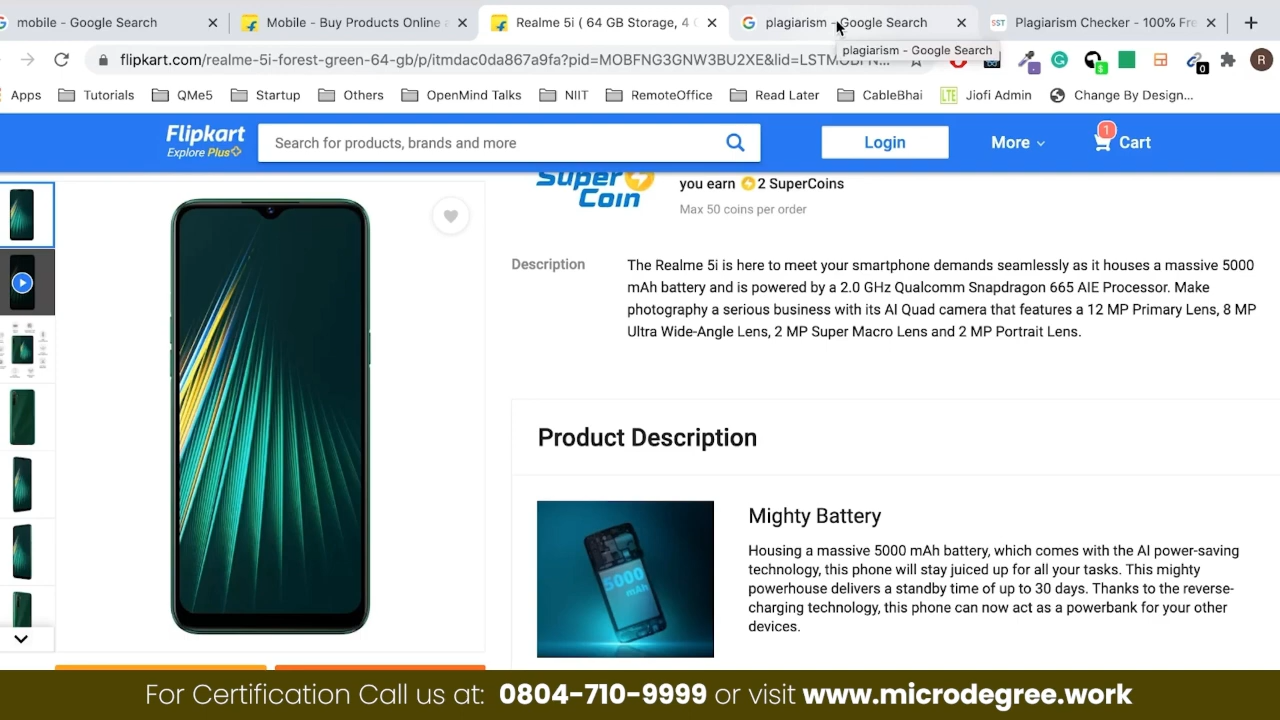 mobile - Google Search
Mobile - Buy Products Online
Realme 5i ( 64 GB Storage, 4
plagiarism - Google Search
SST
Plagiarism Checker - 100% Fre
flipkart.com/realme-5i-forest-green-64-gb/p/itmdac0da867a9fa?pid=MOBFNG3GNW3BU2XE&lid=LSTMOBFN...
plagiarism - Google Search
0
R
Apps
Tutorials
QMe5
Startup
Others
OpenMind Talks
NIIT
RemoteOffice
Read Later
CableBhai
LTE
Jiofi Admin
Change By Design...
Flipkart
Explore Plus
Search for products, brands and more
Login
More
1
Cart
Super
Coin
you earn 2 SuperCoins
Max 50 coins per order
Description
The Realme 5i is here to meet your smartphone demands seamlessly as it houses a massive 5000
mAh battery and is powered by a 2.0 GHz Qualcomm Snapdragon 665 AIE Processor. Make
photography a serious business with its AI Quad camera that features a 12 MP Primary Lens, 8 MP
Ultra Wide-Angle Lens, 2 MP Super Macro Lens and 2 MP Portrait Lens.
Product Description
5000
mAh
Mighty Battery
Housing a massive 5000 mAh battery, which comes with the AI power-saving
technology, this phone will stay juiced up for all your tasks. This mighty
powerhouse delivers a standby time of up to 30 days. Thanks to the reverse-
charging technology, this phone can now act as a powerbank for your other
devices.
For Certification Call us at: 0804-710-9999 or visit www.microdegree.work